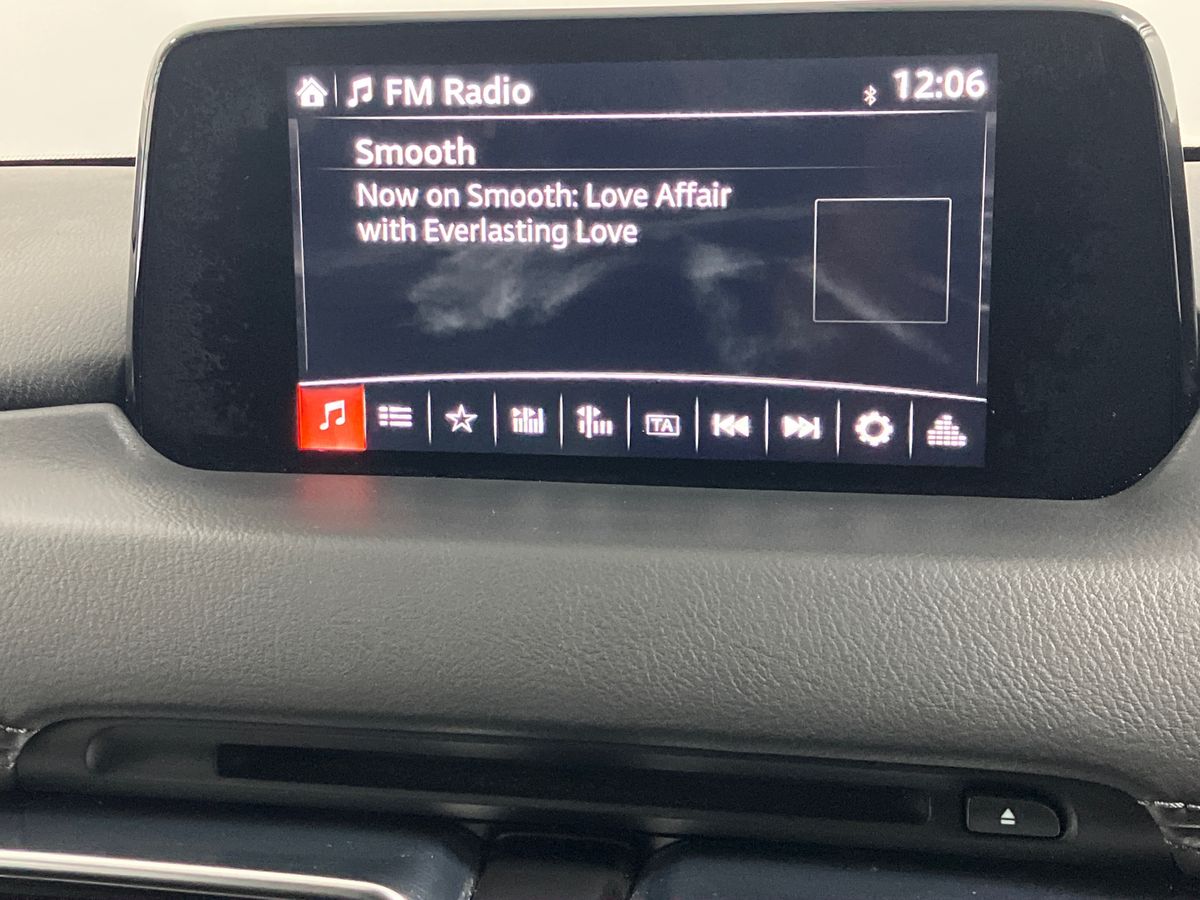 FM Radio
12:06
Smooth
Now on Smooth: Love Affair
with Everlasting Love
TA